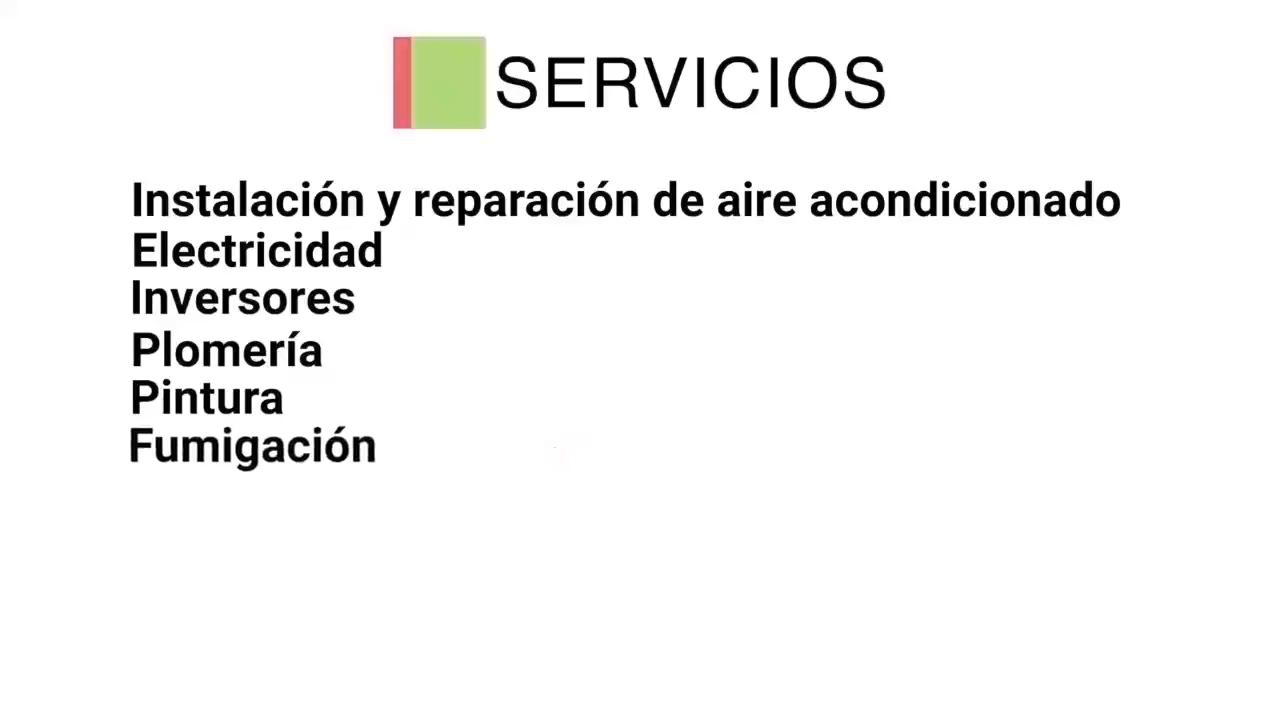 SERVICIOS
Instalación y reparación de aire acondicionado
Electricidad
Inversores
Plomería
Pintura
Fumigación